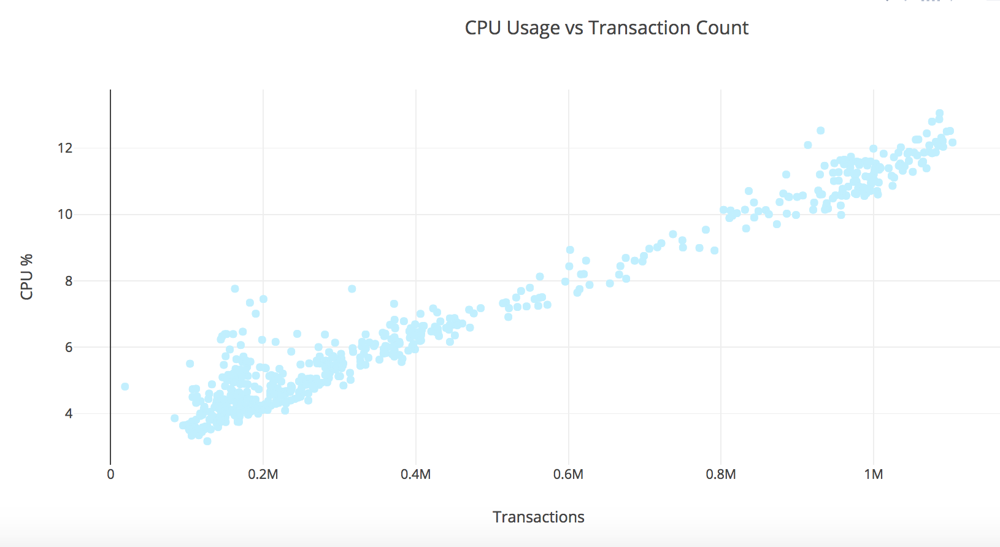 CPU Usage vs Transaction Count
12
10
8
6
4
CPU %
0 0.2M 0.4M 0.6M 0.8M 1M
Transactions